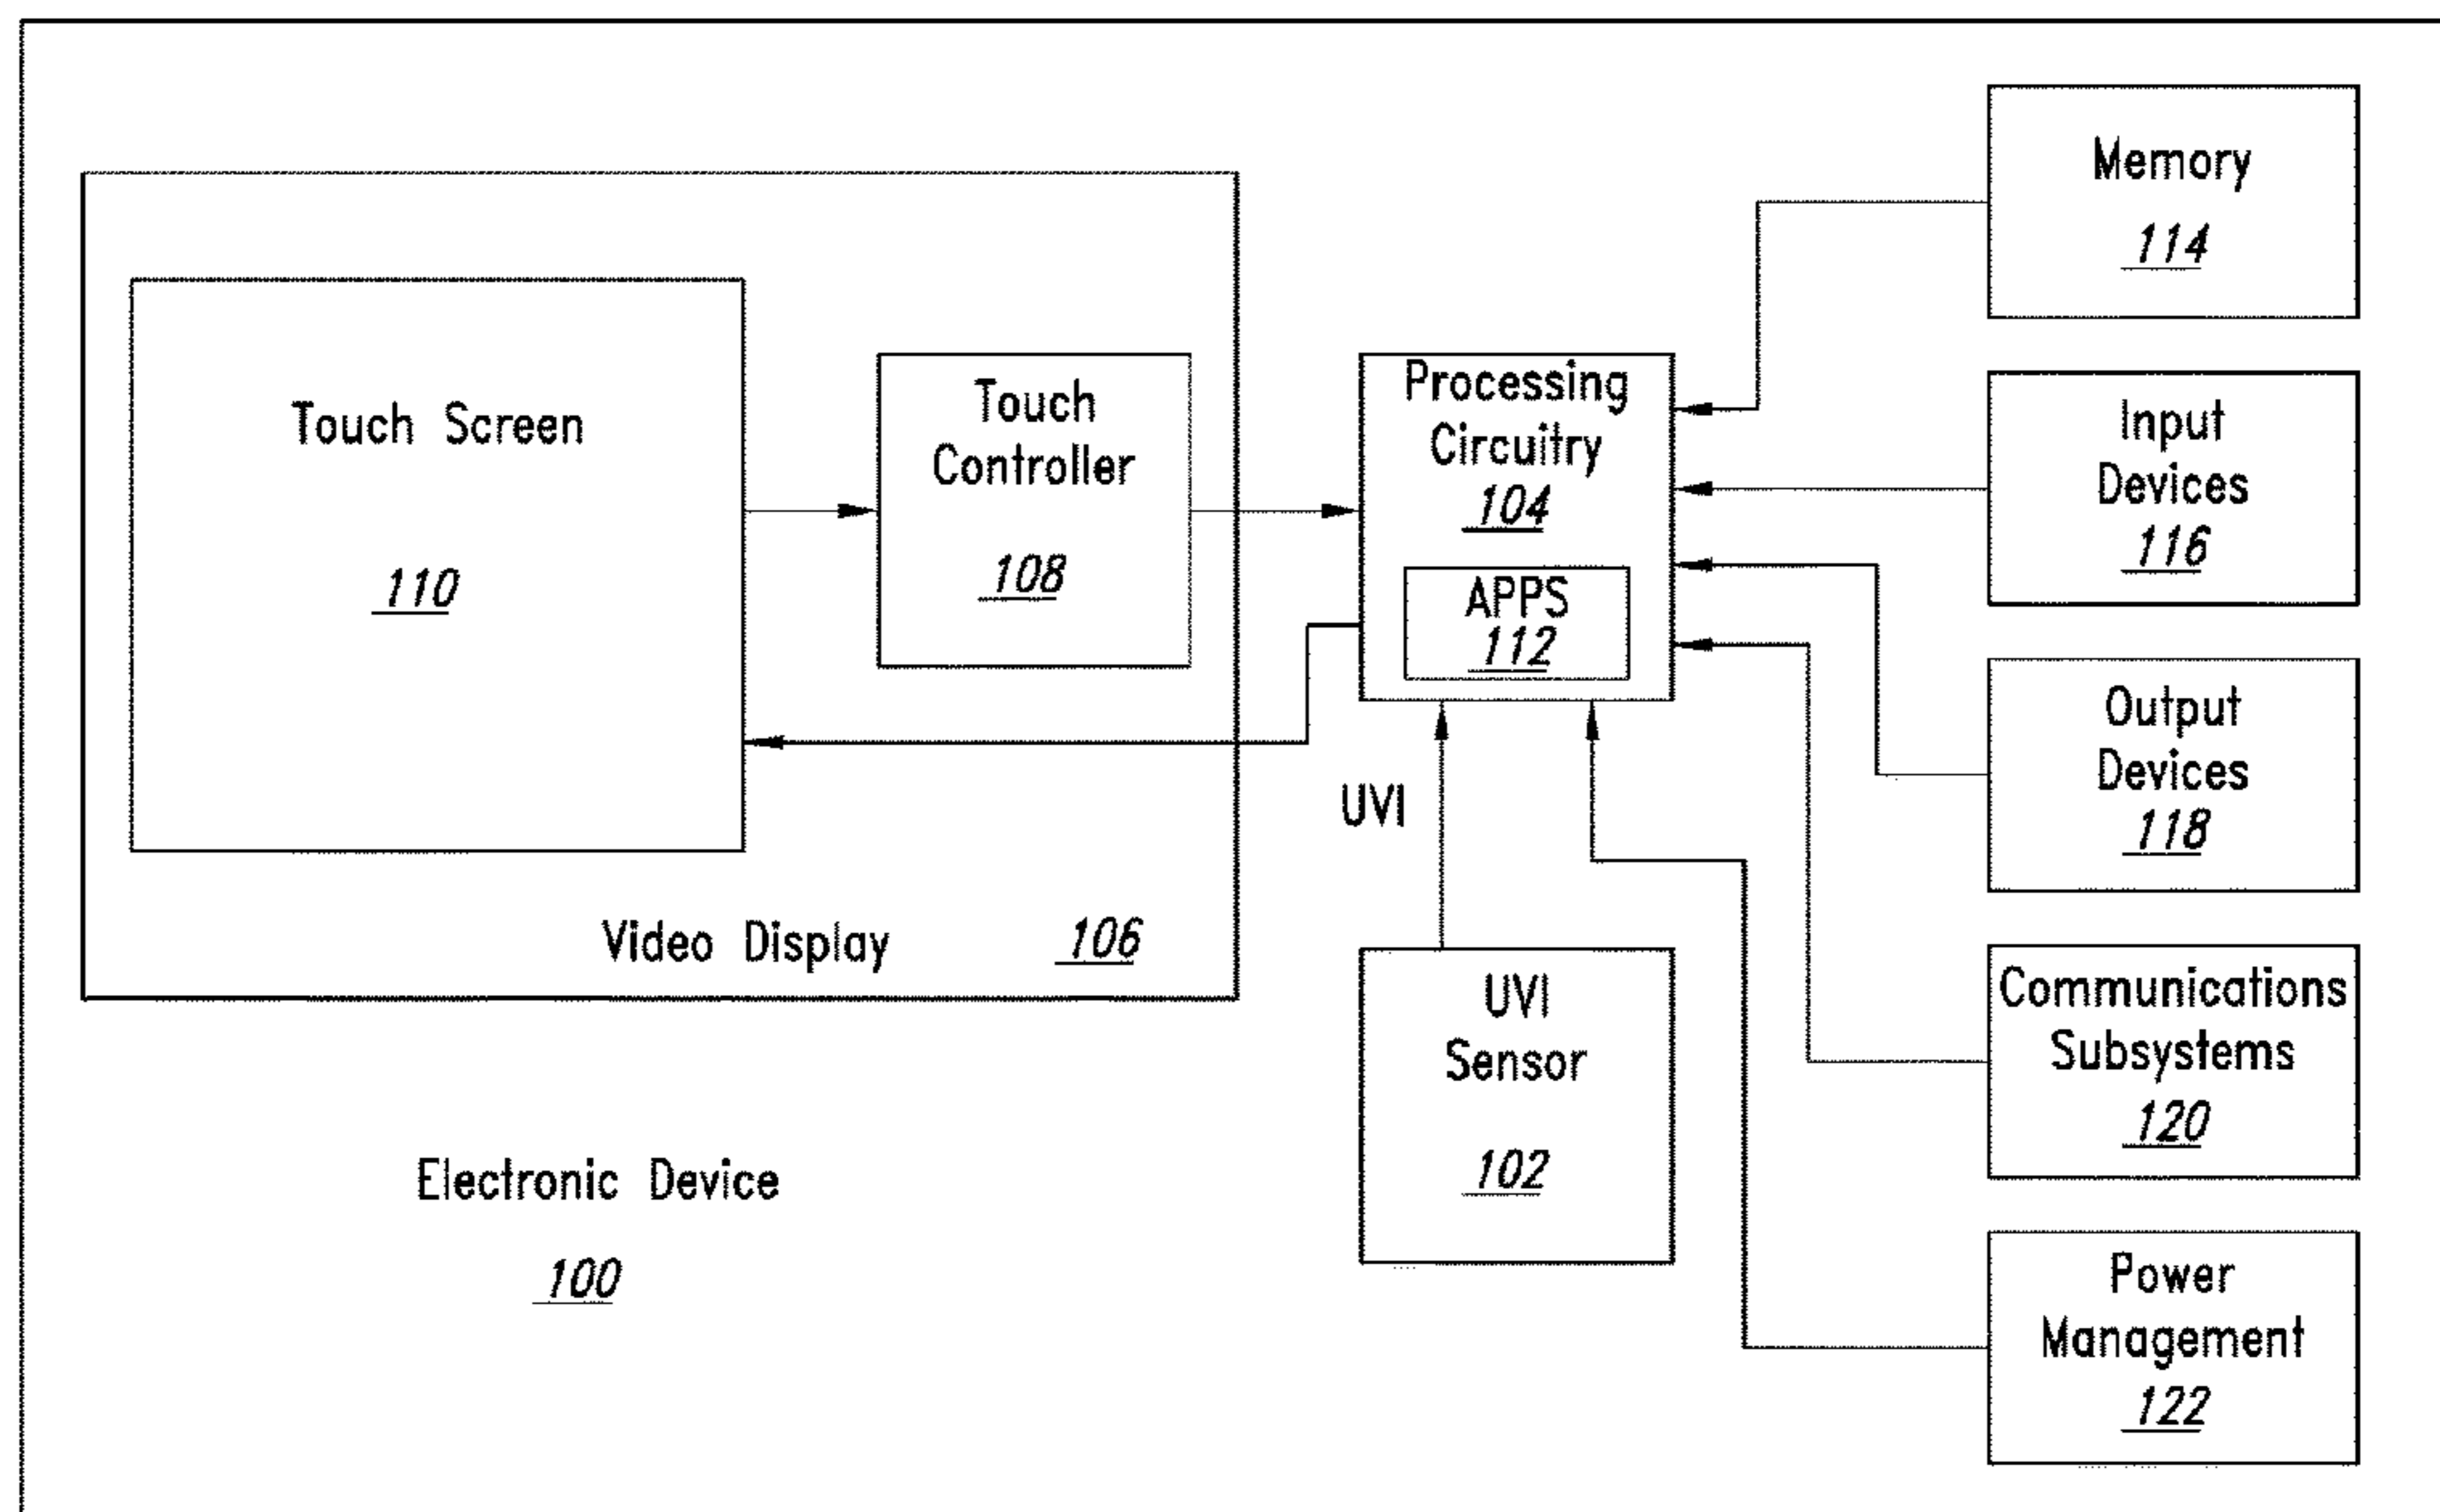 Touch Screen
110
Touch
Controller
108
Video Display 106
Electronic Device
100
Processing
Circuitry
104
APPS
112
UVI
UVI
Sensor
102
Memory
114
Input
Devices
116
Output
Devices
118
Communications
Subsystems
120
Power
Management
122